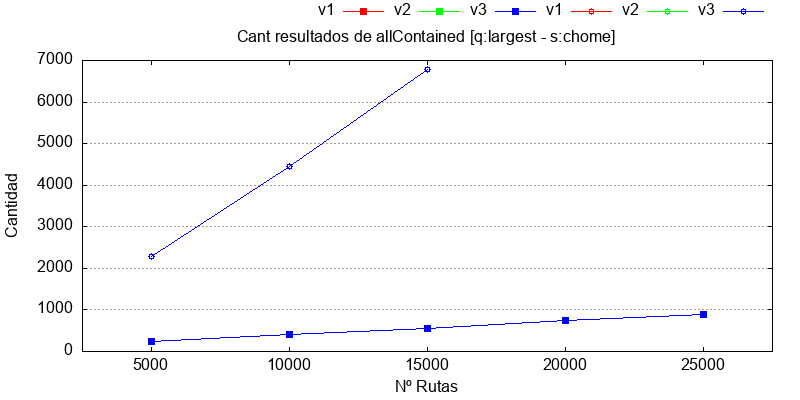 v1 v2 v3 v1 v2 v3
Cant resultados de allContained [q:largest - s:chome]
7000
6000
5000
4000
3000
2000
1000
0
Cantidad
5000 10000 15000 20000 25000
Nº Rutas